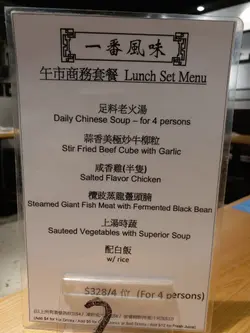 一番風味
午市商務套餐 Lunch Set Menu
足料老火湯
Daily Chinese Soup ~ for 4 persons
蒜香美極炒牛柳粒
Stir Fried Beef Cube with Garlic
咸香雞(半隻)
Salted Flavor Chicken
欖豉蒸龍躉頭腩
Steamed Giant Fish Meat with Fermented Black Bean
上湯時蔬
Sauteed Vegetables with Superior Soup
配白飯
w/ rice
$328/4 位 (For 4 persons)